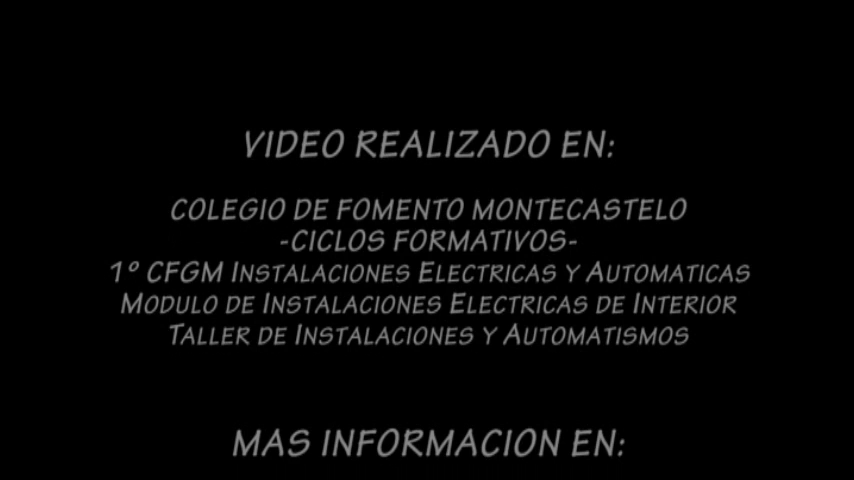 VIDEO REALIZADO EN:
COLEGIO DE FOMENTO MONTECASTELO
-CICLOS FORMATIVOS-
1º CFGM INSTALACIONES ELECTRICAS Y AUTOMATICAS
MODULO DE INSTALACIONES ELECTRICAS DE INTERIOR
TALLER DE INSTALACIONES Y AUTOMATISMOS
MAS INFORMACION EN: